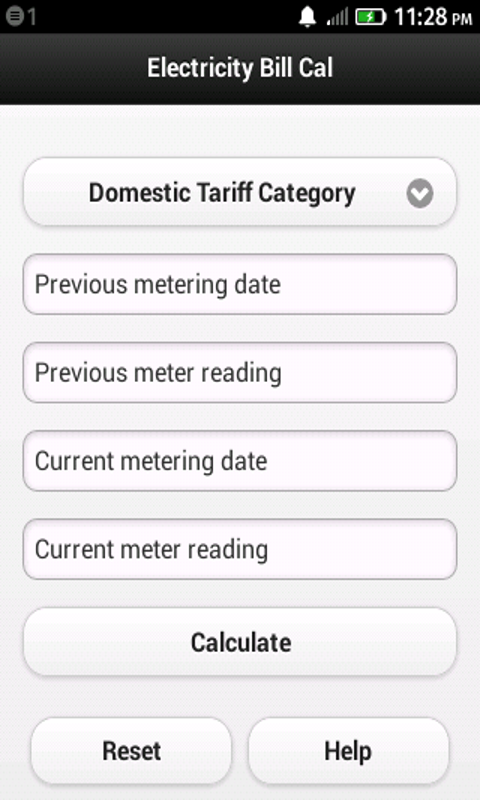 1
11:28 PM
Electricity Bill Cal
Domestic Tariff Category
Previous metering date
Previous meter reading
Current metering date
Current meter reading
Calculate
Reset
Help